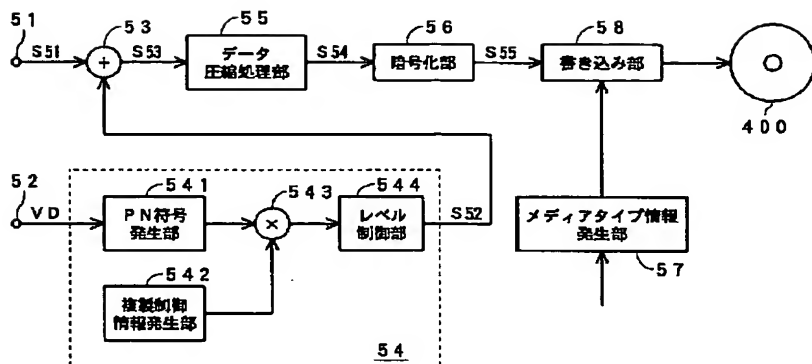 51
S51
53
S53
55
データ
圧縮処理部
S54
56
暗号化部
S55
58
書き込み部
400
52
VD
541
PN符号
発生部
543
544
レベル
制御部
S52
542
複製制御
情報発生部
54
メディアタイプ情報
発生部
57